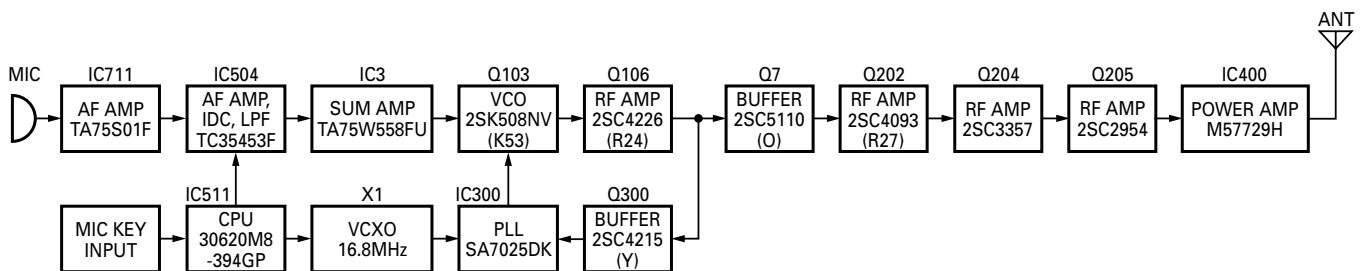 ANT
MIC
IC711
AF AMP
TA75S01F
IC504
AF AMP,
IDC, LPF
TC35453F
IC3
SUM AMP
TA75W558FU
Q103
VCO
2SK508NV
(K53)
Q106
RF AMP
2SC4226
(R24)
Q7
BUFFER
2SC5110
(O)
Q202
RF AMP
2SC4093
(R27)
Q204
RF AMP
2SC3357
Q205
RF AMP
2SC2954
IC400
POWER AMP
M57729H
MIC KEY
INPUT
IC511
CPU
30620M8
-394GP
X1
VCXO
16.8MHz
IC300
PLL
SA7025DK
Q300
BUFFER
2SC4215
(Y)